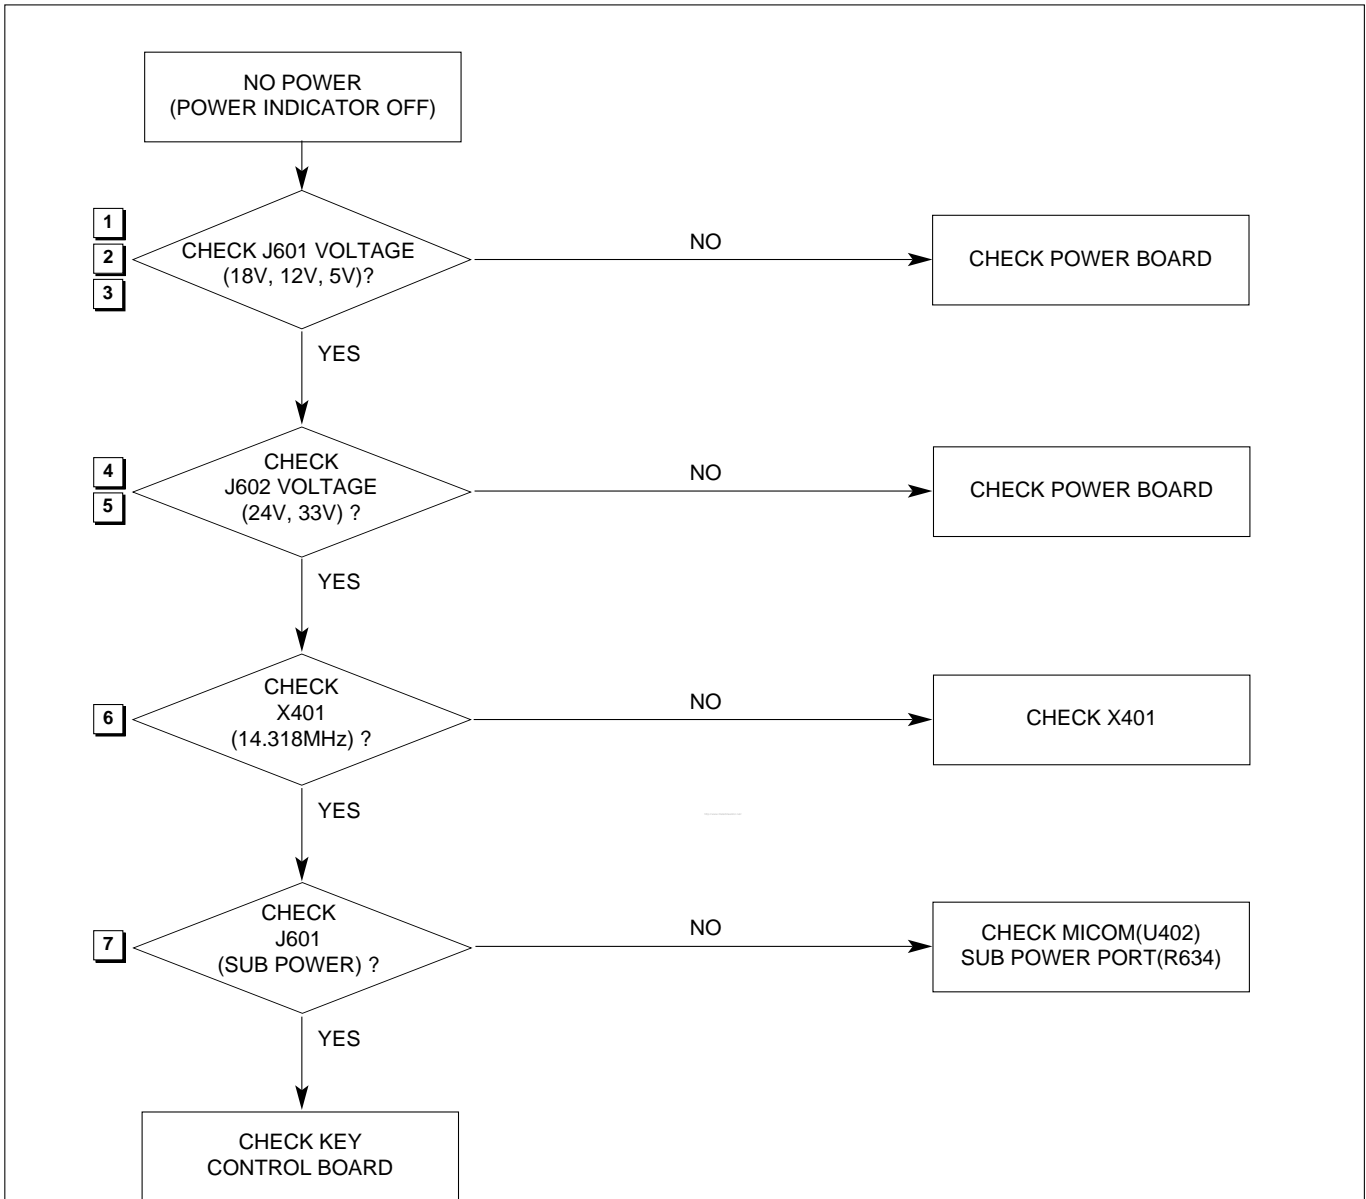 NO POWER
(POWER INDICATOR OFF)
1
2
3
CHECK J601 VOLTAGE
(18V, 12V, 5V)?
NO
CHECK POWER BOARD
YES
4
5
CHECK
J602 VOLTAGE
(24V, 33V) ?
NO
CHECK POWER BOARD
YES
6
CHECK
X401
(14.318MHz) ?
NO
CHECK X401
YES
7
CHECK
J601
(SUB POWER) ?
NO
CHECK MICOM(U402)
SUB POWER PORT(R634)
YES
CHECK KEY
CONTROL BOARD